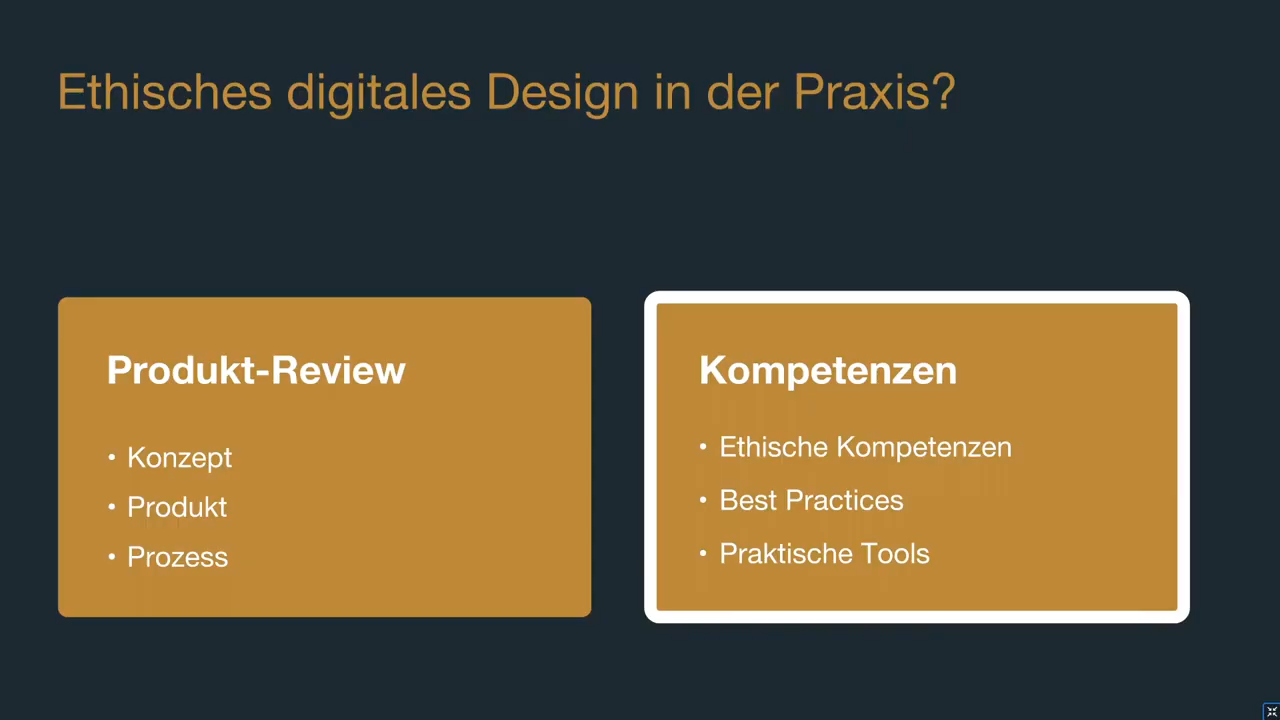 Ethisches digitales Design in der Praxis?
Produkt-Review
• Konzept
• Produkt
• Prozess
Kompetenzen
• Ethische Kompetenzen
• Best Practices
• Praktische Tools